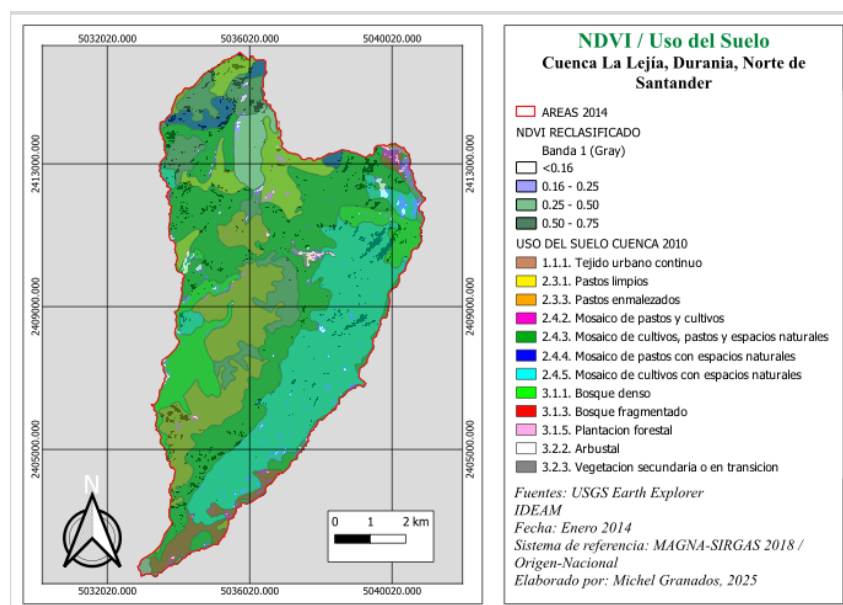 5032020.000 5036020.000 5040020.000
2413000.000 2413000.000
2409000.000 2409000.000
2405000.000 2405000.000
N
0 1 2 km
5032020.000 5036020.000 5040020.000
NDVI / Uso del Suelo
Cuenca La Lejía, Durania, Norte de
Santander
AREAS 2014
NDVI RECLASIFICADO
Banda 1 (Gray)
<0.16
0.16 - 0.25
0.25 - 0.50
0.50 - 0.75
USO DEL SUELO CUENCA 2010
1.1.1. Tejido urbano continuo
2.3.1. Pastos limpios
2.3.3. Pastos enmalezados
2.4.2. Mosaico de pastos y cultivos
2.4.3. Mosaico de cultivos, pastos y espacios naturales
2.4.4. Mosaico de pastos con espacios naturales
2.4.5. Mosaico de cultivos con espacios naturales
3.1.1. Bosque denso
3.1.3. Bosque fragmentado
3.1.5. Plantacion forestal
3.2.2. Arbustal
3.2.3. Vegetacion secundaria o en transicion
Fuentes: USGS Earth Explorer
IDEAM
Fecha: Enero 2014
Sistema de referencia: MAGNA-SIRGAS 2018 /
Origen-Nacional
Elaborado por: Michel Granados, 2025